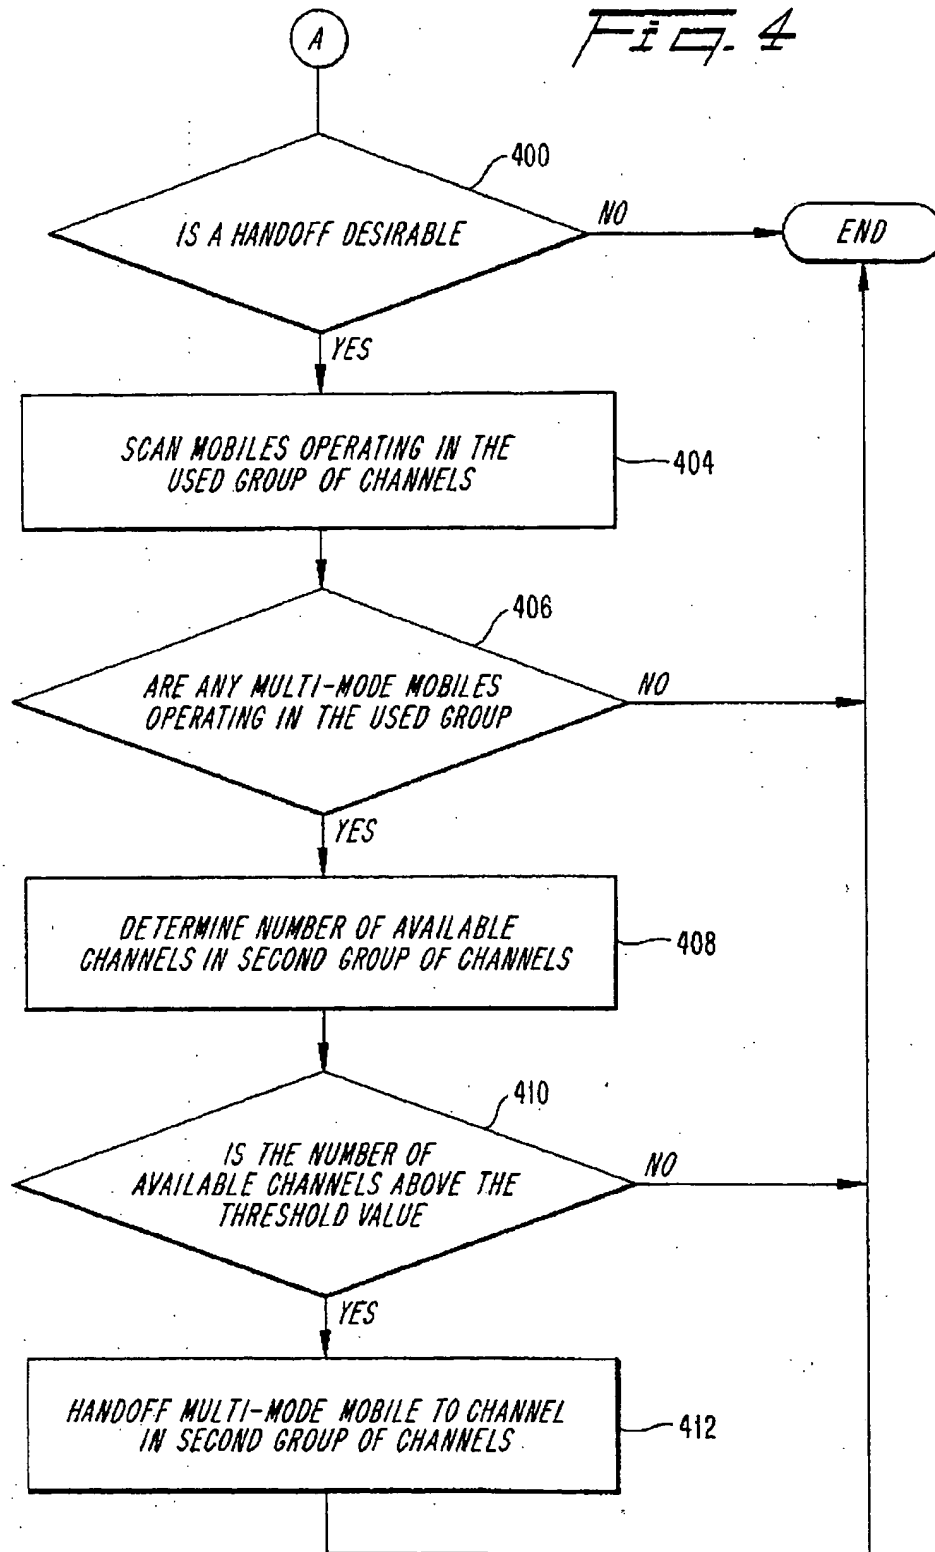 A
Fig. 4
400
IS A HANDOFF DESIRABLE
NO
END
YES
SCAN MOBILES OPERATING IN THE
USED GROUP OF CHANNELS
404
406
ARE ANY MULTI-MODE MOBILES
OPERATING IN THE USED GROUP
NO
YES
DETERMINE NUMBER OF AVAILABLE
CHANNELS IN SECOND GROUP OF CHANNELS
408
410
IS THE NUMBER OF
AVAILABLE CHANNELS ABOVE THE
THRESHOLD VALUE
NO
YES
HANDOFF MULTI-MODE MOBILE TO CHANNEL
IN SECOND GROUP OF CHANNELS
412